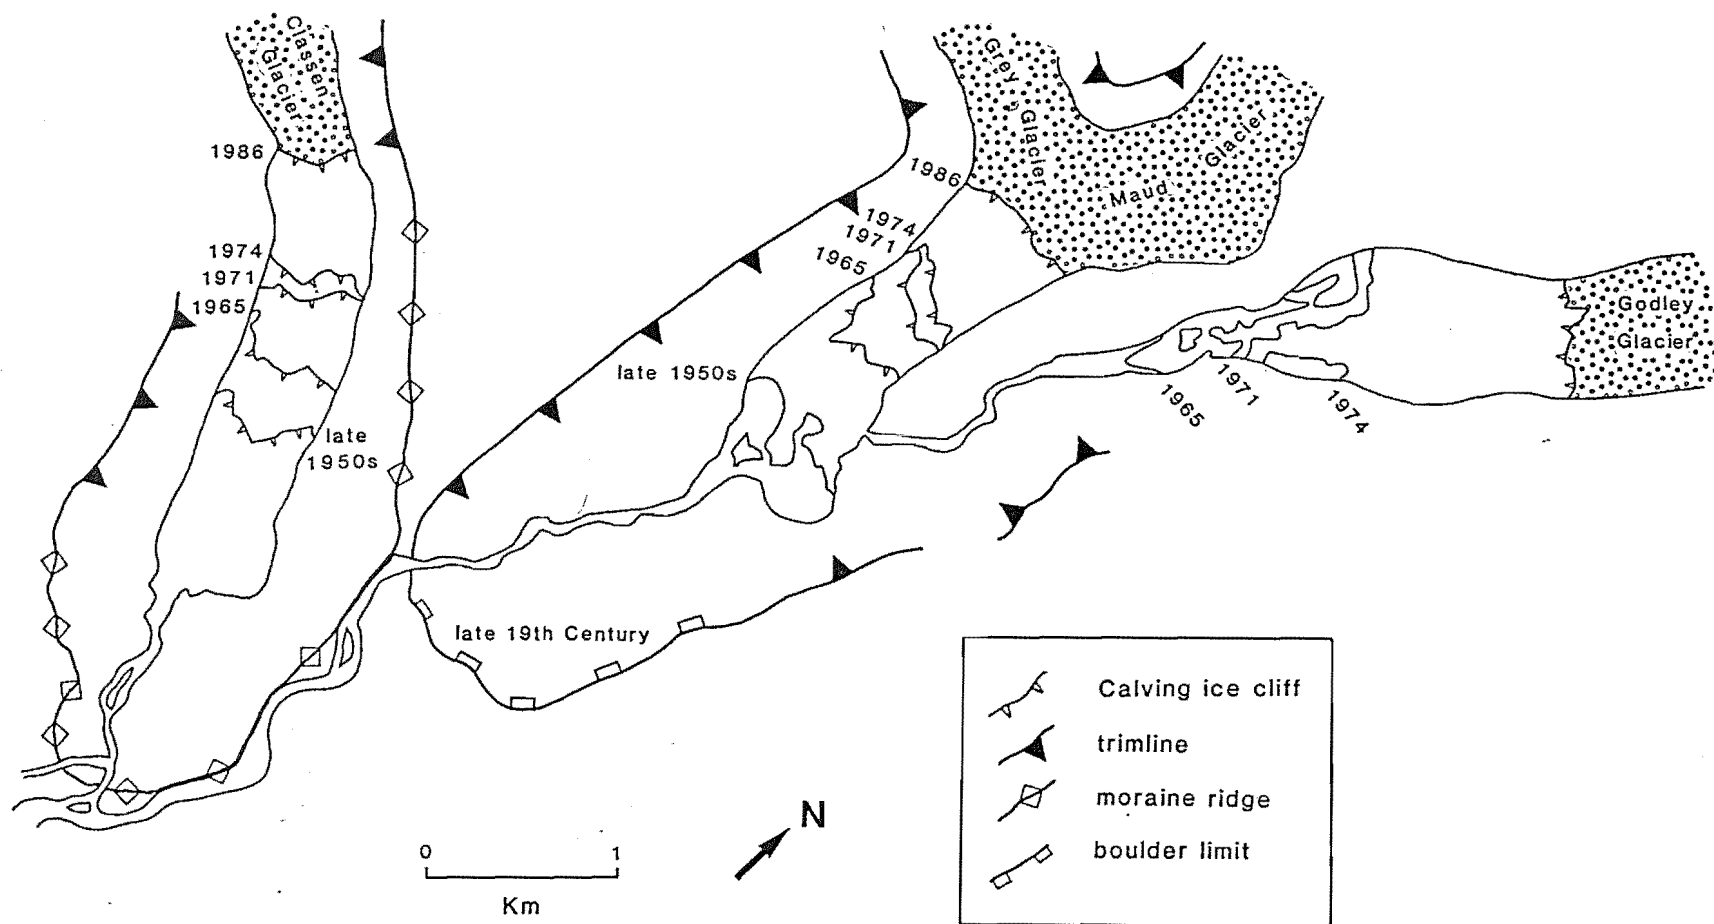 Classen
Glacier
1986
1974
1971
1965
late
1950s
Grey Glacier
Maud Glacier
1986
1974
1971
1965
late 1950s
Godley
Glacier
1965
1971
1974
late 19th Century
N
0 1
Km
Calving ice cliff
trimline
moraine ridge
boulder limit